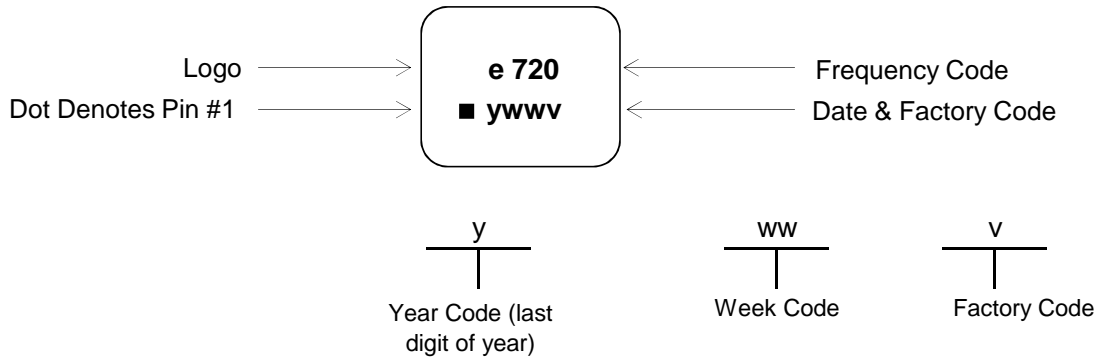 Logo
e 720
Frequency Code
Dot Denotes Pin #1
■ ywwv
Date & Factory Code
y
ww
v
Year Code (last
digit of year)
Week Code
Factory Code